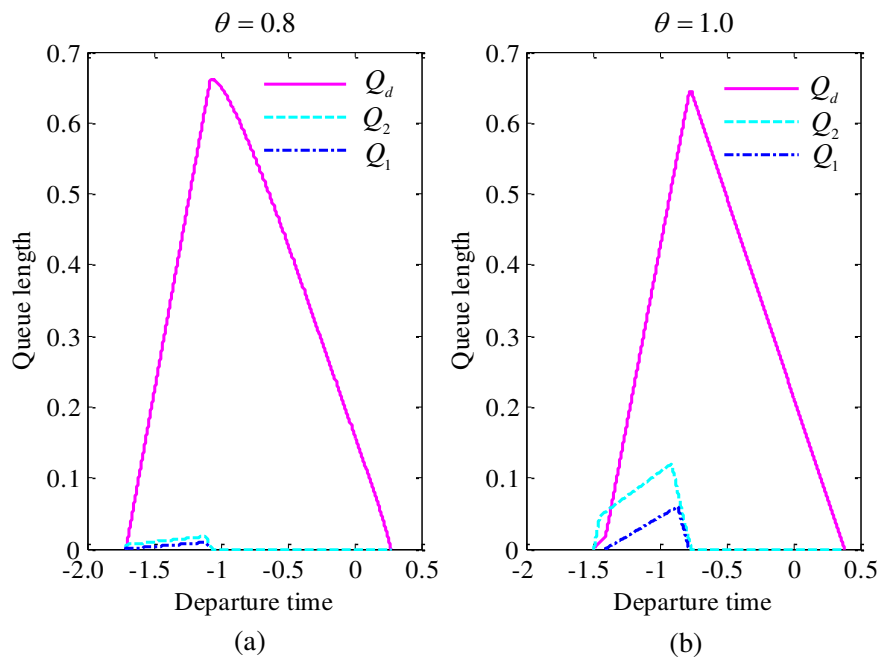 θ = 0.8
0.7
0.6
0.5
0.4
0.3
0.2
0.1
0
Queue length
Q_d
Q_2
Q_1
-2.0 -1.5 -1 -0.5 0 0.5
Departure time
(a)
θ = 1.0
0.7
0.6
0.5
0.4
0.3
0.2
0.1
0
Queue length
Q_d
Q_2
Q_1
-2 -1.5 -1 -0.5 0 0.5
Departure time
(b)